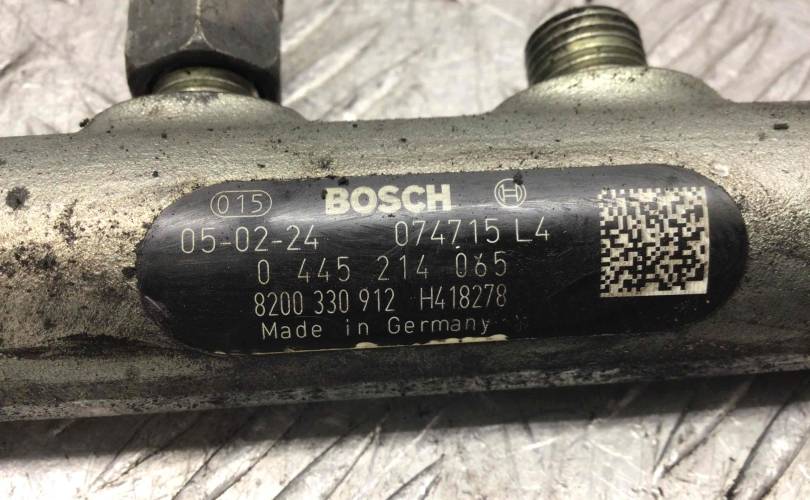 015 BOSCH H
05-02-24 074715 L4
0 445 214 065
8200 330 912 H418278
Made in Germany